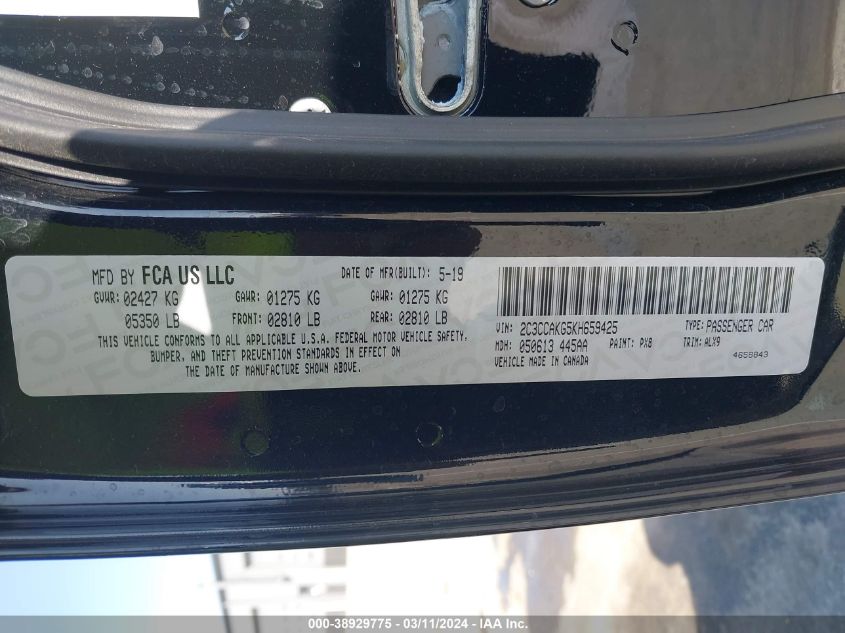 MFD BY FCA US LLC DATE OF MFR(BUILT): 5-19
GVWR: 02427 KG GAWR: 01275 KG GAWR: 01275 KG
05350 LB FRONT: 02810 LB REAR: 02810 LB
THIS VEHICLE CONFORMS TO ALL APPLICABLE U.S.A. FEDERAL MOTOR VEHICLE SAFETY,
BUMPER, AND THEFT PREVENTION STANDARDS IN EFFECT ON
THE DATE OF MANUFACTURE SHOWN ABOVE.
VIN: 2C3CCAKG5KH659425 TYPE: PASSENGER CAR
MDH: 050613 445AA PAINT: PX8 TRIM: ALX9
VEHICLE MADE IN CANADA 4656843
000-38929775 - 03/11/2024 - IAAI.COM